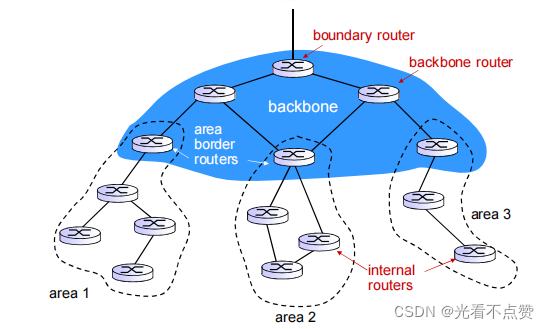 boundary router
backbone router
backbone
area
border
routers
area 3
internal
routers
area 1
area 2
CSDN @光看不点赞